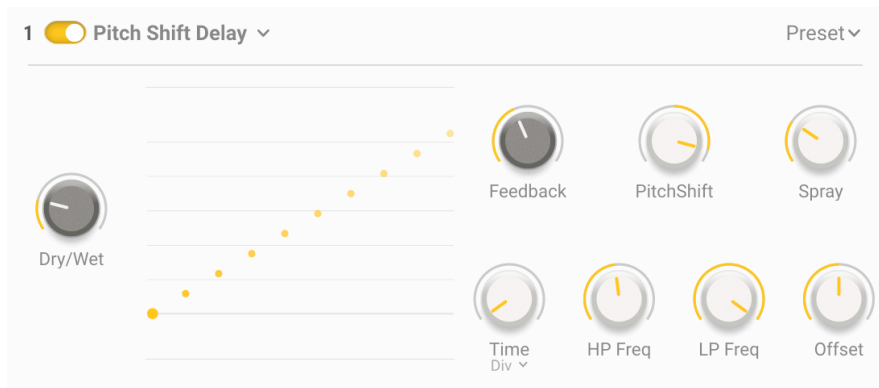 1 Pitch Shift Delay
Preset
Feedback
PitchShift
Spray
Dry/Wet
Time
Div
HP Freq
LP Freq
Offset